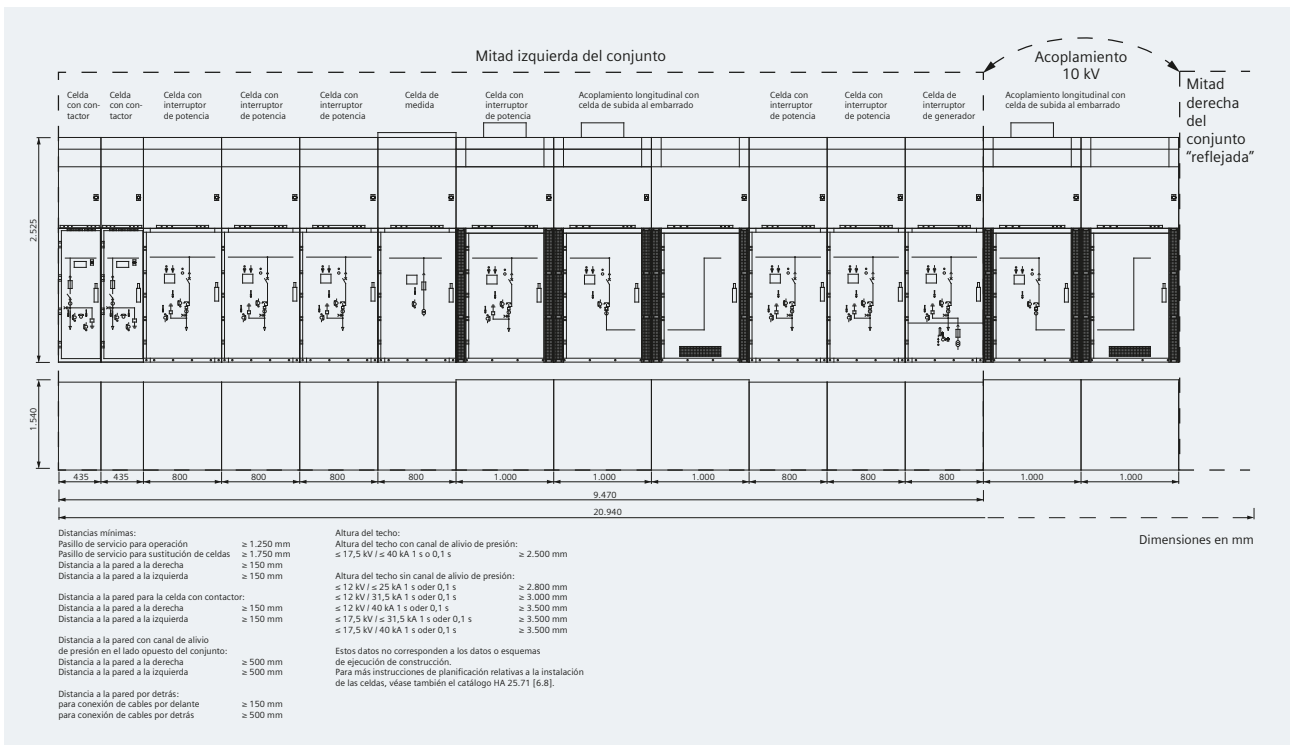 Mitad izquierda del conjunto
Acoplamiento
10 kV
Mitad
derecha
del
conjunto
“reflejada”
Celda
con con-
tactor
Celda
con con-
tactor
Celda con
interruptor
de potencia
Celda con
interruptor
de potencia
Celda con
interruptor
de potencia
Celda de
medida
Celda con
interruptor
de potencia
Acoplamiento longitudinal con
celda de subida al embarrado
Celda con
interruptor
de potencia
Celda con
interruptor
de potencia
Celda de
interruptor
de generador
Acoplamiento longitudinal con
celda de subida al embarrado
2.525
1.540
435 435 800 800 800 800 1.000 1.000 1.000 800 800 800 1.000 1.000
9.470
20.940
Dimensiones en mm
Distancias mínimas:
Pasillo de servicio para operación ≥ 1.250 mm
Pasillo de servicio para sustitución de celdas ≥ 1.750 mm
Distancia a la pared a la derecha ≥ 150 mm
Distancia a la pared a la izquierda ≥ 150 mm
Distancia a la pared para la celda con contactor:
Distancia a la pared a la derecha ≥ 150 mm
Distancia a la pared a la izquierda ≥ 150 mm
Distancia a la pared con canal de alivio
de presión en el lado opuesto del conjunto:
Distancia a la pared a la derecha ≥ 500 mm
Distancia a la pared a la izquierda ≥ 500 mm
Distancia a la pared por detrás:
para conexión de cables por delante ≥ 150 mm
para conexión de cables por detrás ≥ 500 mm
Altura del techo:
Altura del techo con canal de alivio de presión:
≤ 17,5 kV / ≤ 40 kA 1 s o 0,1 s ≥ 2.500 mm
Altura del techo sin canal de alivio de presión:
≤ 12 kV / ≤ 25 kA 1 s oder 0,1 s ≥ 2.800 mm
≤ 12 kV / 31,5 kA 1 s oder 0,1 s ≥ 3.000 mm
≤ 12 kV / 40 kA 1 s oder 0,1 s ≥ 3.500 mm
≤ 17,5 kV / ≤ 31,5 kA 1 s oder 0,1 s ≥ 3.500 mm
≤ 17,5 kV / 40 kA 1 s oder 0,1 s ≥ 3.500 mm
Estos datos no corresponden a los datos o esquemas
de ejecución de construcción.
Para más instrucciones de planificación relativas a la instalación
de las celdas, véase también el catálogo HA 25.71 [6.8].